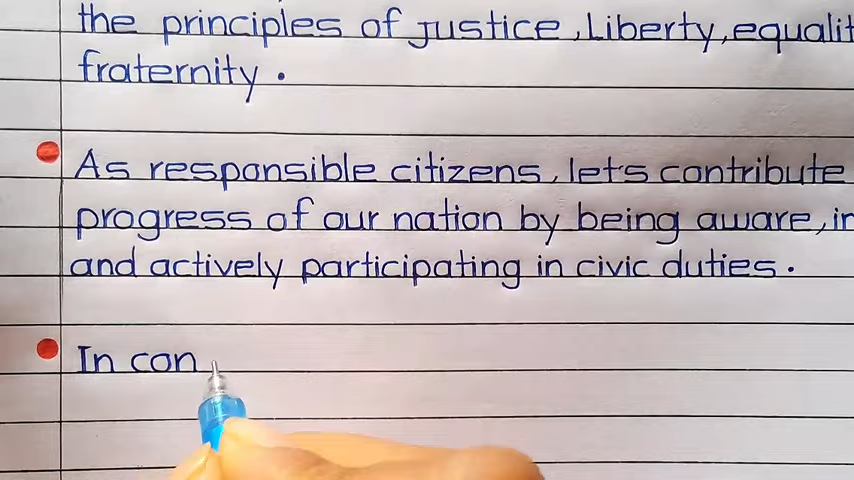 the principles of justice, Liberty, equalit
fraternity.
As responsible citizens, let's contribute
progress of our nation by being aware, in
and actively participating in civic duties.
In con